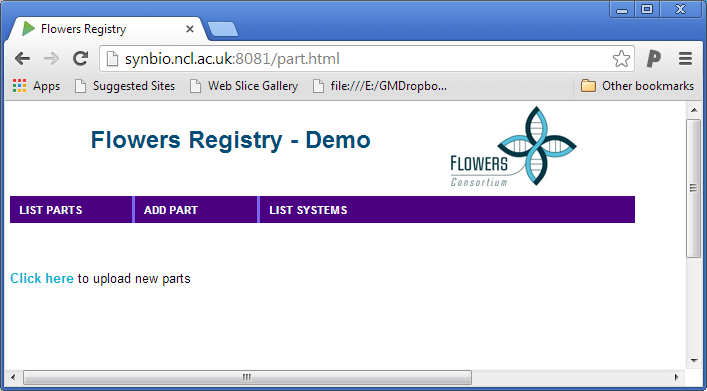 Flowers Registry
synbio.ncl.ac.uk:8081/part.html
Apps Suggested Sites Web Slice Gallery file:///E:/GMDropbo... Other bookmarks
Flowers Registry - Demo
FLOWERS
Consortium
LIST PARTS ADD PART LIST SYSTEMS
Click here to upload new parts